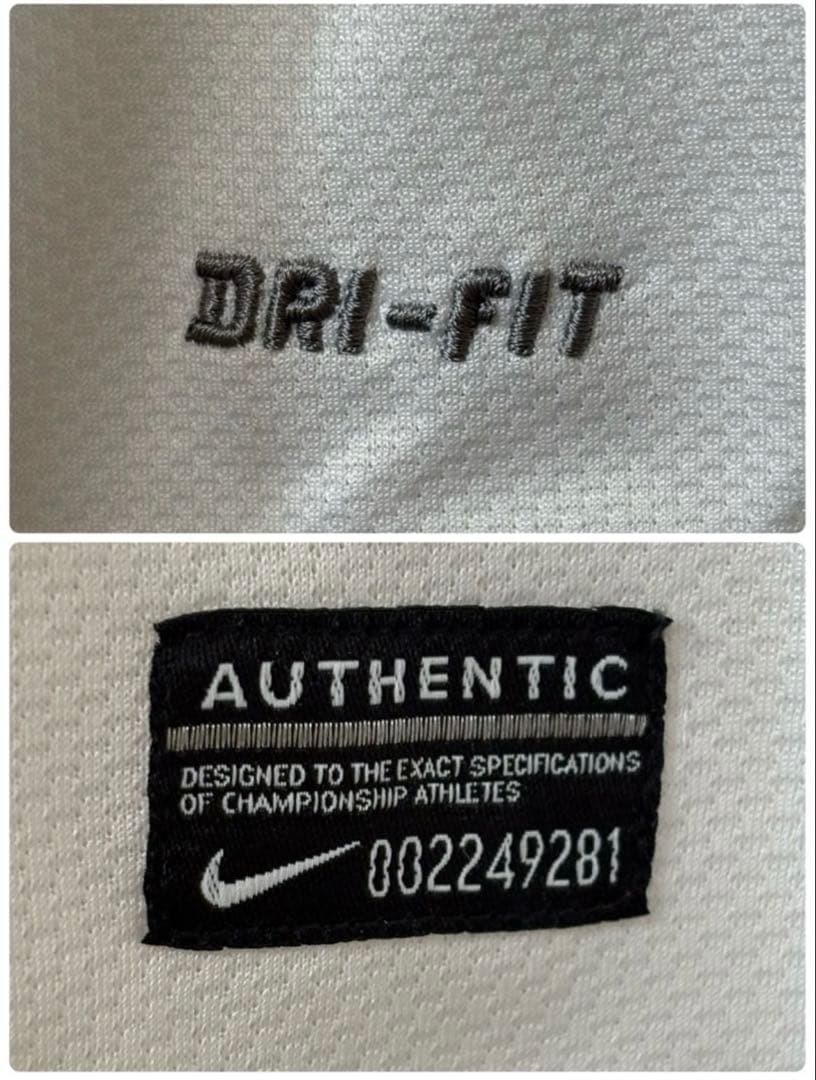 DRI-FIT
AUTHENTIC
DESIGNED TO THE EXACT SPECIFICATIONS
OF CHAMPIONSHIP ATHLETES
002249281